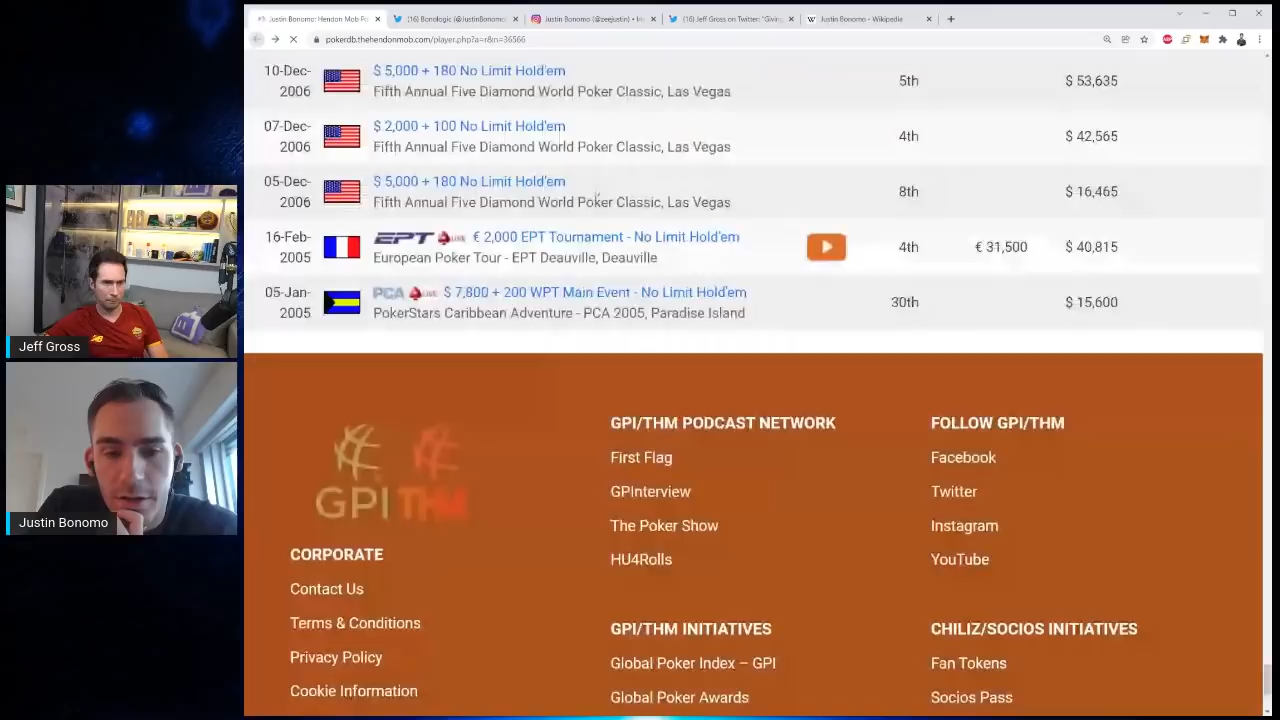 Justin Bonomo: Hendon Mob Po
(16) Bonologic (@JustinBonomo
Justin Bonomo (@zeejustin) •
(16) Jeff Gross on Twitter: "Giving
Justin Bonomo - Wikipedia
pokerdb.thehendonmob.com/player.php?a=r&n=36566
10-Dec-
2006
$ 5,000 + 180 No Limit Hold'em
Fifth Annual Five Diamond World Poker Classic, Las Vegas
5th
$ 53,635
07-Dec-
2006
$ 2,000 + 100 No Limit Hold'em
Fifth Annual Five Diamond World Poker Classic, Las Vegas
4th
$ 42,565
05-Dec-
2006
$ 5,000 + 180 No Limit Hold'em
Fifth Annual Five Diamond World Poker Classic, Las Vegas
8th
$ 16,465
16-Feb-
2005
EPT LIVE € 2,000 EPT Tournament - No Limit Hold'em
European Poker Tour - EPT Deauville, Deauville
4th
€ 31,500
$ 40,815
05-Jan-
2005
PCA LIVE $ 7,800 + 200 WPT Main Event - No Limit Hold'em
PokerStars Caribbean Adventure - PCA 2005, Paradise Island
30th
$ 15,600
Jeff Gross
Justin Bonomo
GPI THM
CORPORATE
Contact Us
Terms & Conditions
Privacy Policy
Cookie Information
GPI/THM PODCAST NETWORK
First Flag
GPInterview
The Poker Show
HU4Rolls
GPI/THM INITIATIVES
Global Poker Index – GPI
Global Poker Awards
FOLLOW GPI/THM
Facebook
Twitter
Instagram
YouTube
CHILIZ/SOCIOS INITIATIVES
Fan Tokens
Socios Pass